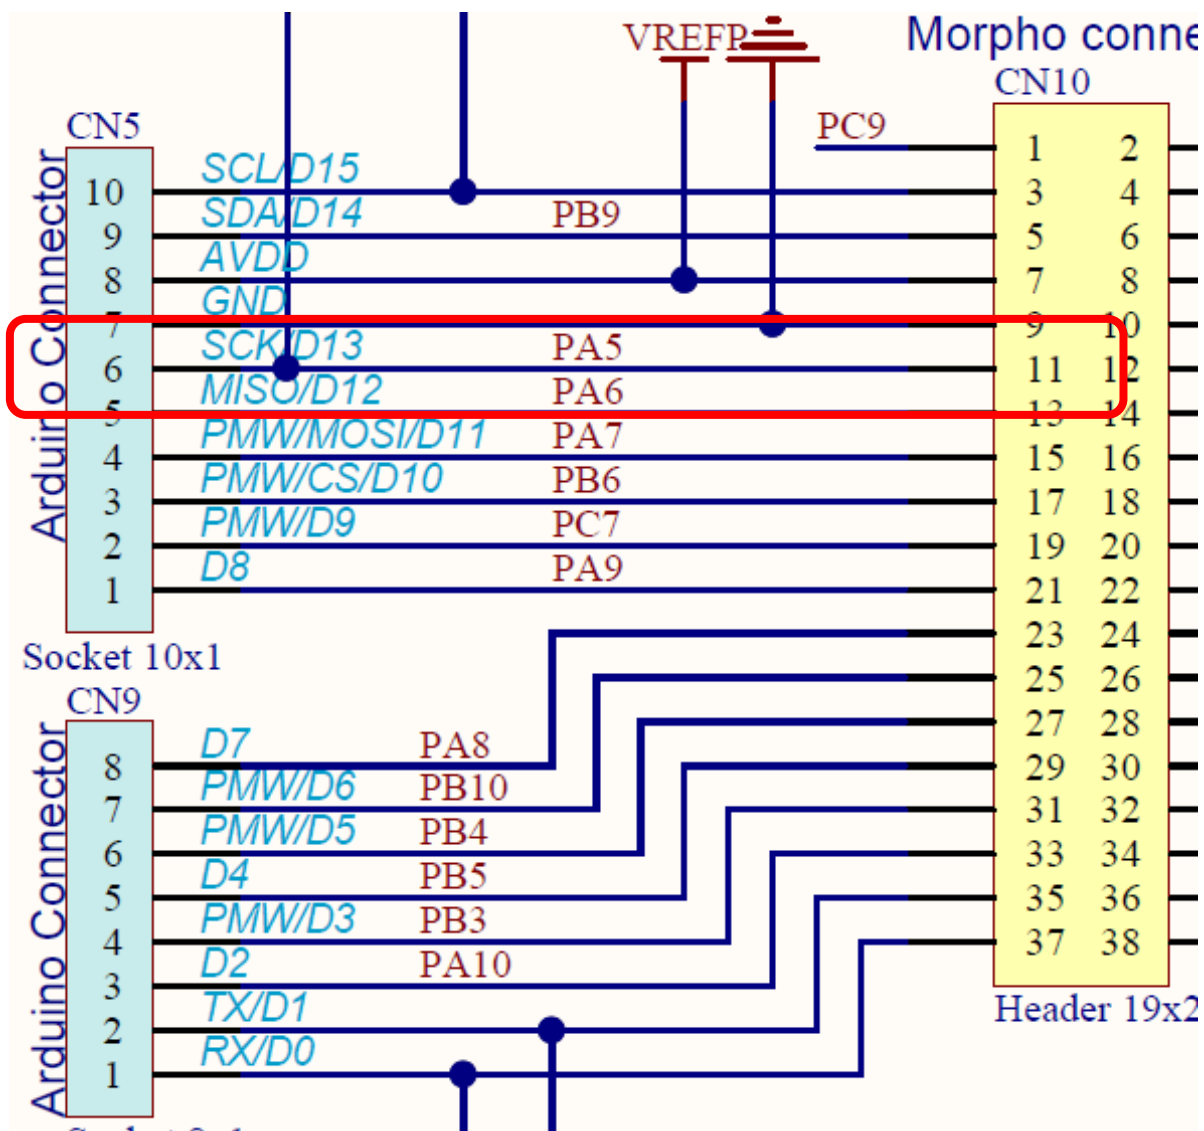 VREFP
Morpho conne
CN10
CN5
PC9
1 2
Arduino Connector
10 SCL/D15 3 4
9 SDA/D14 PB9 5 6
8 AVDD 7 8
7 GND 9 10
6 SCK/D13 PA5 11 12
5 MISO/D12 PA6 13 14
4 PMW/MOSI/D11 PA7 15 16
3 PMW/CS/D10 PB6 17 18
2 PMW/D9 PC7 19 20
1 D8 PA9 21 22
Socket 10x1
23 24
CN9
25 26
27 28
Arduino Connector
8 D7 PA8 29 30
7 PMW/D6 PB10 31 32
6 PMW/D5 PB4 33 34
5 D4 PB5 35 36
4 PMW/D3 PB3 37 38
3 D2 PA10
Header 19x2
2 TX/D1
1 RX/D0